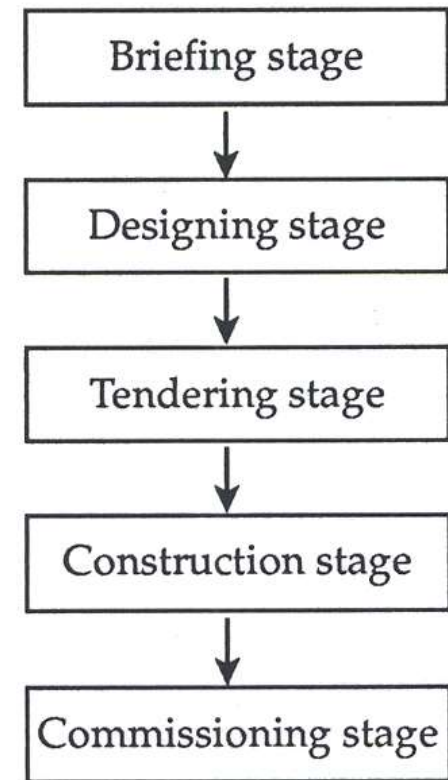 Briefing stage
Designing stage
Tendering stage
Construction stage
Commissioning stage